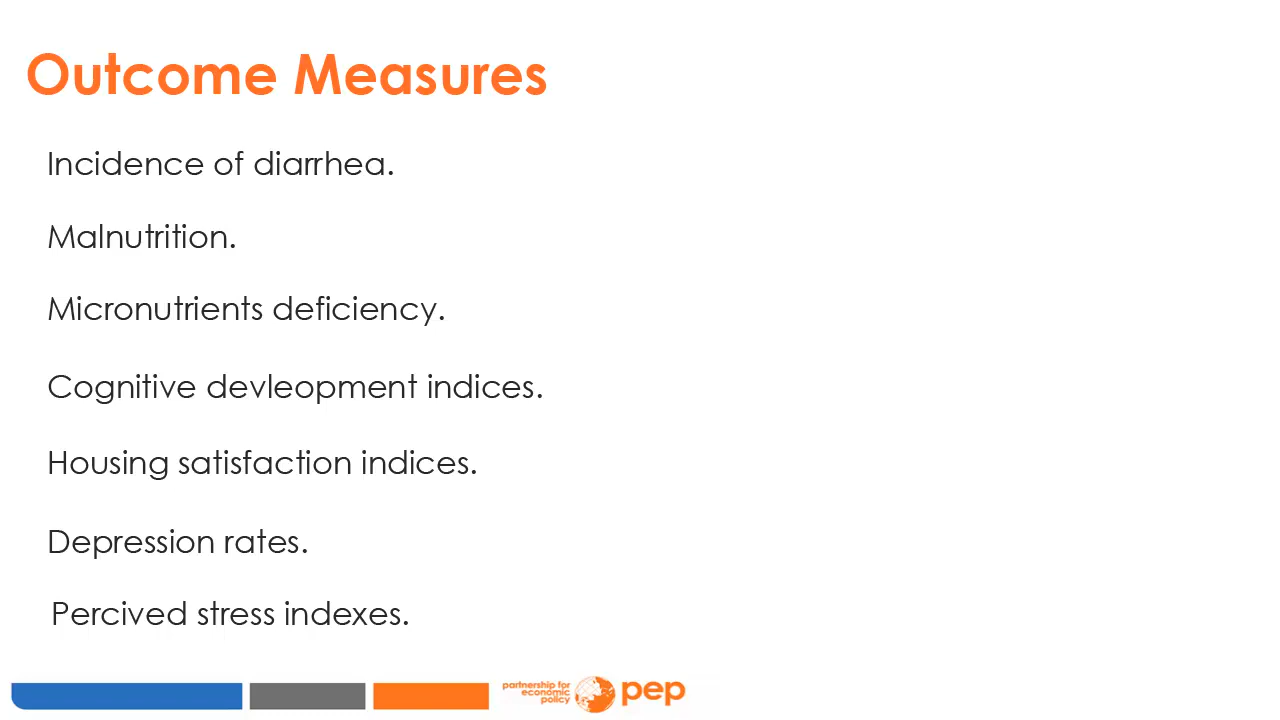 Outcome Measures
Incidence of diarrhea.
Malnutrition.
Micronutrients deficiency.
Cognitive devleopment indices.
Housing satisfaction indices.
Depression rates.
Percived stress indexes.
partnership for
economic
policy
pep